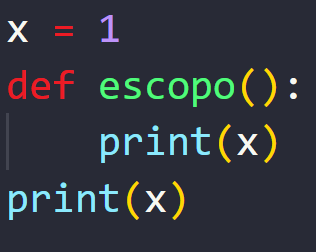 x = 1
def escopo():
    print(x)
print(x)